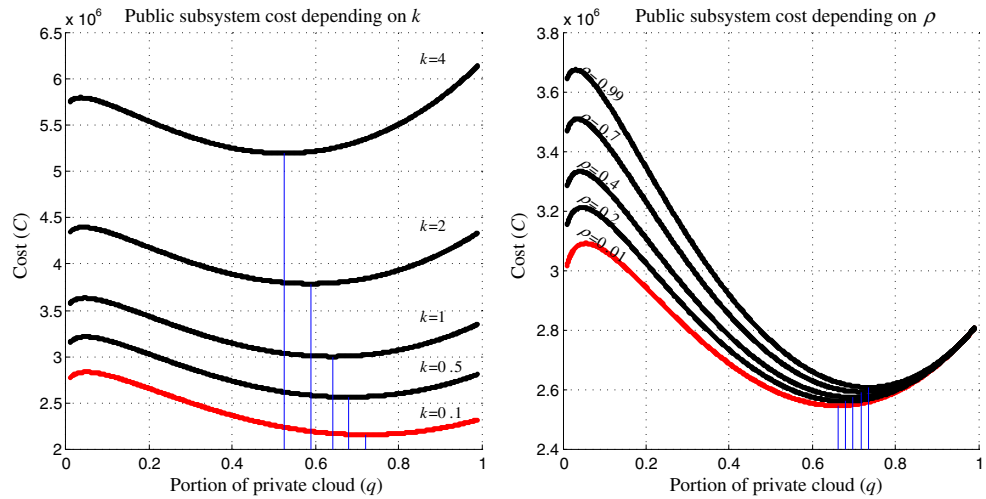 Public subsystem cost depending on k
x 10⁶
6.5
6
5.5
5
4.5
4
3.5
3
2.5
2
Cost (C)
k=4
k=2
k=1
k=0.5
k=0.1
0 0.2 0.4 0.6 0.8 1
Portion of private cloud (q)
Public subsystem cost depending on ρ
x 10⁶
3.8
3.6
3.4
3.2
3
2.8
2.6
2.4
Cost (C)
ρ=0.99
ρ=0.7
ρ=0.4
ρ=0.2
ρ=0.01
0 0.2 0.4 0.6 0.8 1
Portion of private cloud (q)